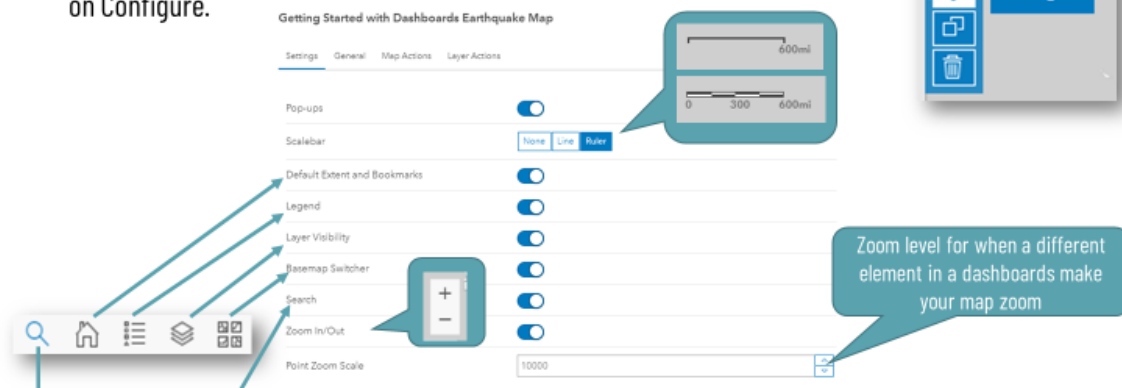 on Configure.
Getting Started with Dashboards Earthquake Map
Settings General Map Actions Layer Actions
600mi
0 300 600mi
Pop-ups
Scalebar
None Line Ruler
Default Extent and Bookmarks
Legend
Layer Visibility
Basemap Switcher
Search
Zoom In/Out
+
−
Point Zoom Scale
10000
Zoom level for when a different
element in a dashboards make
your map zoom